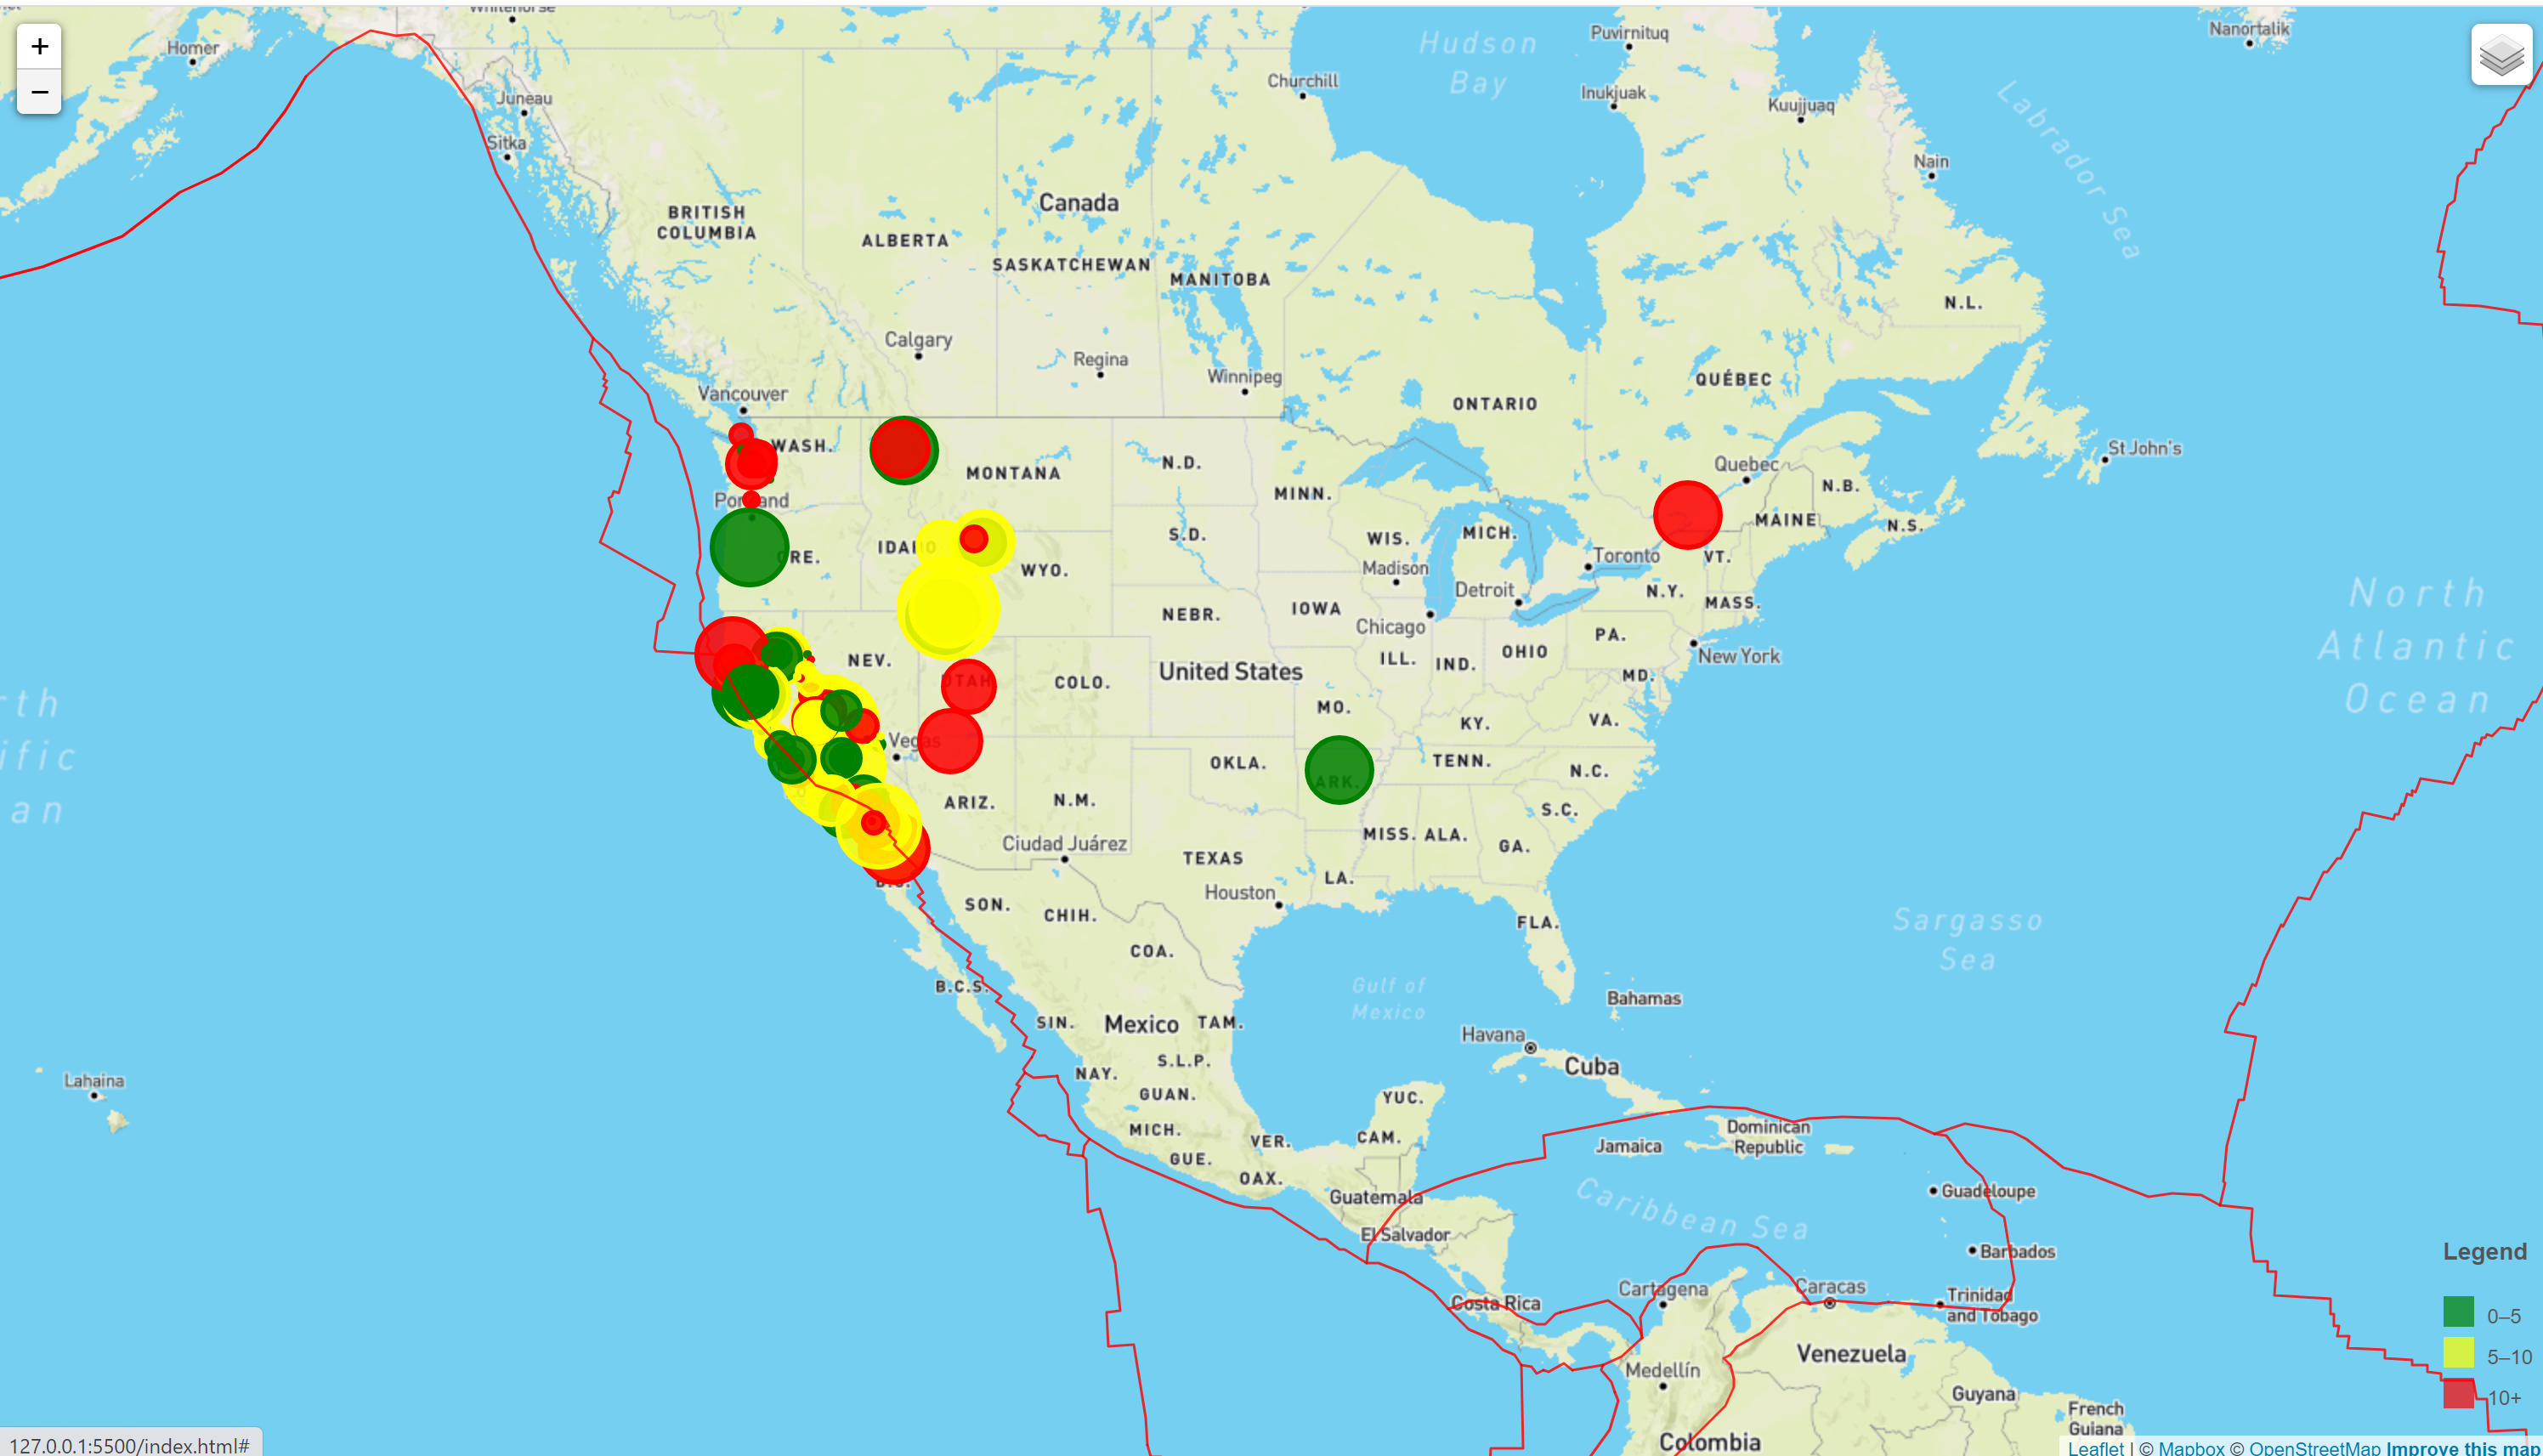 Whitehorse
Nanortalik
+
−
Homer
Puvirnituq
Hudson
Bay
Churchill
Inukjuak
Kuujjuaq
Juneau
Sitka
Labrador Sea
Nain
Canada
BRITISH
COLUMBIA
ALBERTA
SASKATCHEWAN
MANITOBA
N.L.
Calgary
Regina
Winnipeg
QUÉBEC
Vancouver
ONTARIO
WASH.
St John's
MONTANA
N.D.
Quebec
N.B.
MINN.
Portland
MAINE
N.S.
S.D.
WIS.
MICH.
IDAHO
ORE.
Toronto
VT.
WYO.
Madison
Detroit
N.Y.
MASS.
North
Atlantic
Ocean
NEBR.
IOWA
Chicago
PA.
NEV.
ILL.
IND.
OHIO
New York
United States
UTAH
COLO.
MD.
rth
ific
an
MO.
KY.
VA.
Vegas
OKLA.
TENN.
N.C.
ARK.
ARIZ.
N.M.
S.C.
MISS.
ALA.
GA.
Ciudad Juárez
TEXAS
LA.
B.C.
Houston
SON.
CHIH.
FLA.
Sargasso
Sea
COA.
B.C.S.
Gulf of
Mexico
Bahamas
SIN.
Mexico
TAM.
Havana
Cuba
S.L.P.
NAY.
Lahaina
GUAN.
YUC.
MICH.
VER.
CAM.
Jamaica
Dominican
Republic
GUE.
OAX.
Guatemala
Guadeloupe
Caribbean Sea
El Salvador
Barbados
Legend
Cartagena
Caracas
Costa Rica
Trinidad
and Tobago
0–5
Venezuela
5–10
Medellín
Guyana
10+
French
Guiana
Colombia
127.0.0.1:5500/index.html#
Leaflet | © Mapbox © OpenStreetMap Improve this map